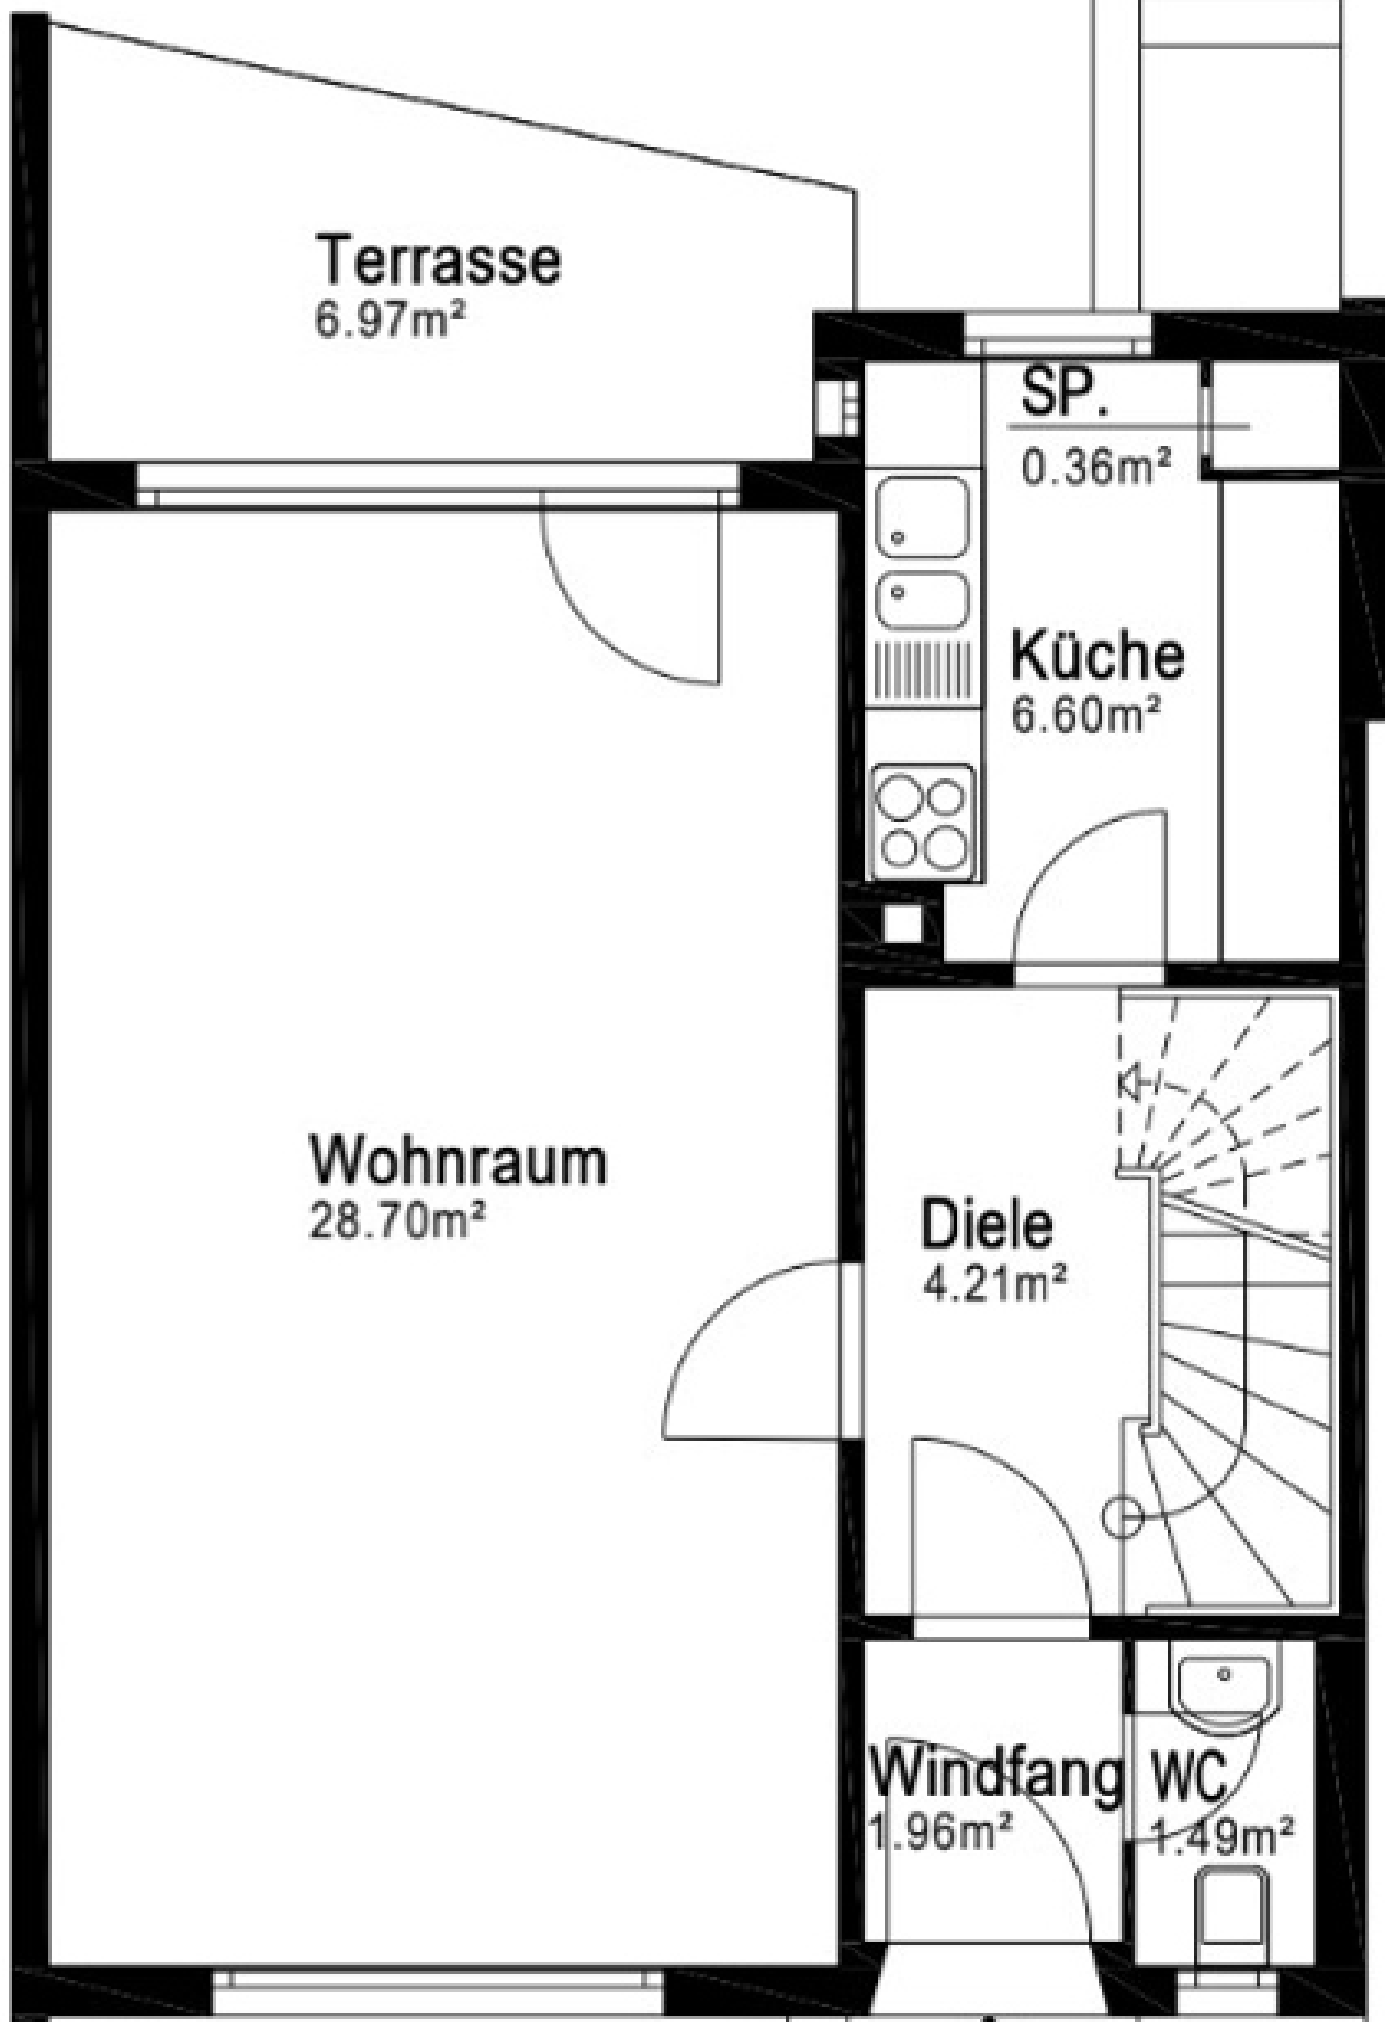 Terrasse
6.97m²
SP.
0.36m²
Küche
6.60m²
Wohnraum
28.70m²
Diele
4.21m²
Windfang
1.96m²
WC
1.49m²